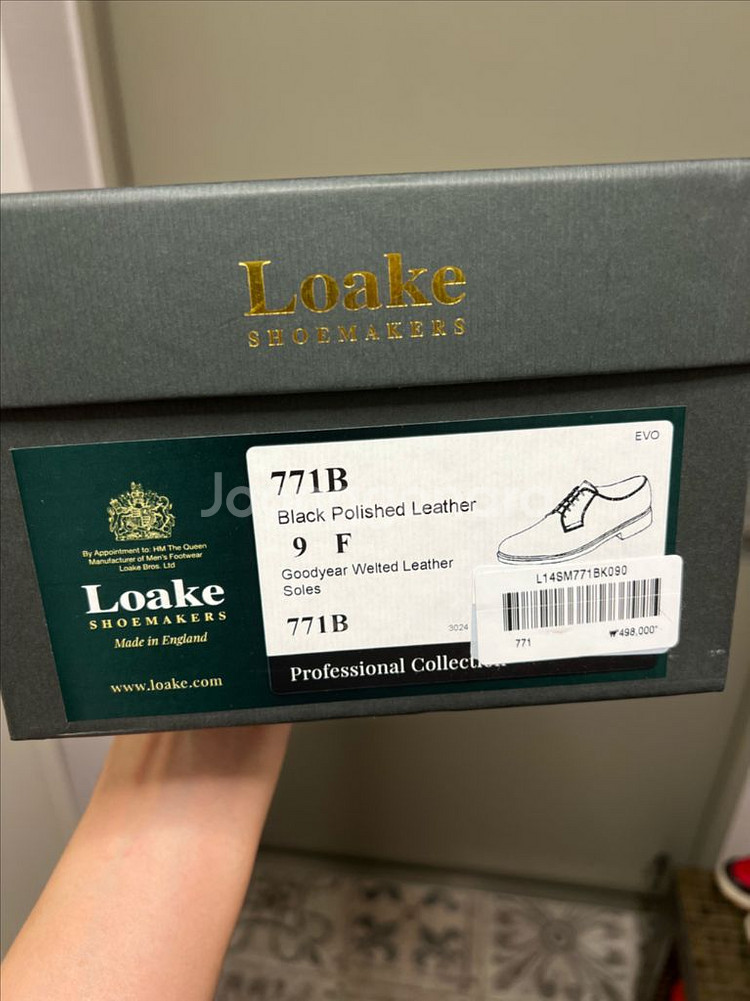 Loake
SHOEMAKERS
EVO
771B
Black Polished Leather
9 F
Goodyear Welted Leather
Soles
771B
3024
Professional
By Appointment to: HM The Queen
Manufacturer of Men's Footwear
Loake Bros. Ltd
Loake
SHOEMAKERS
Made in England
www.loake.com
L14SM771BK090
771
₩498,000